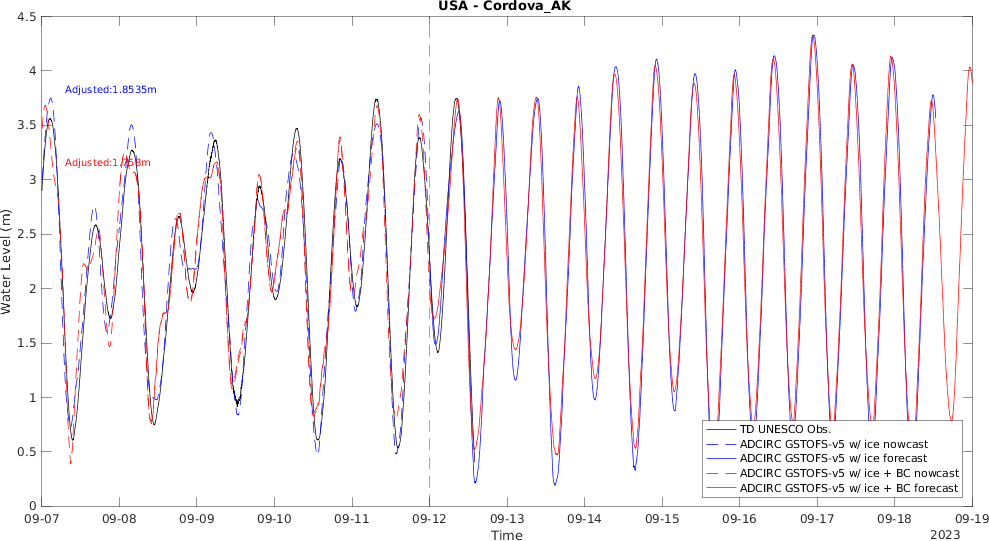 USA - Cordova_AK
4.5
4
3.5
3
2.5
2
1.5
1
0.5
0
Water Level (m)
Adjusted:1.8535m
Adjusted:1.758m
TD UNESCO Obs.
ADCIRC GSTOFS-v5 w/ ice nowcast
ADCIRC GSTOFS-v5 w/ ice forecast
ADCIRC GSTOFS-v5 w/ ice + BC nowcast
ADCIRC GSTOFS-v5 w/ ice + BC forecast
09-07 09-08 09-09 09-10 09-11 09-12 09-13 09-14 09-15 09-16 09-17 09-18 09-19
Time
2023